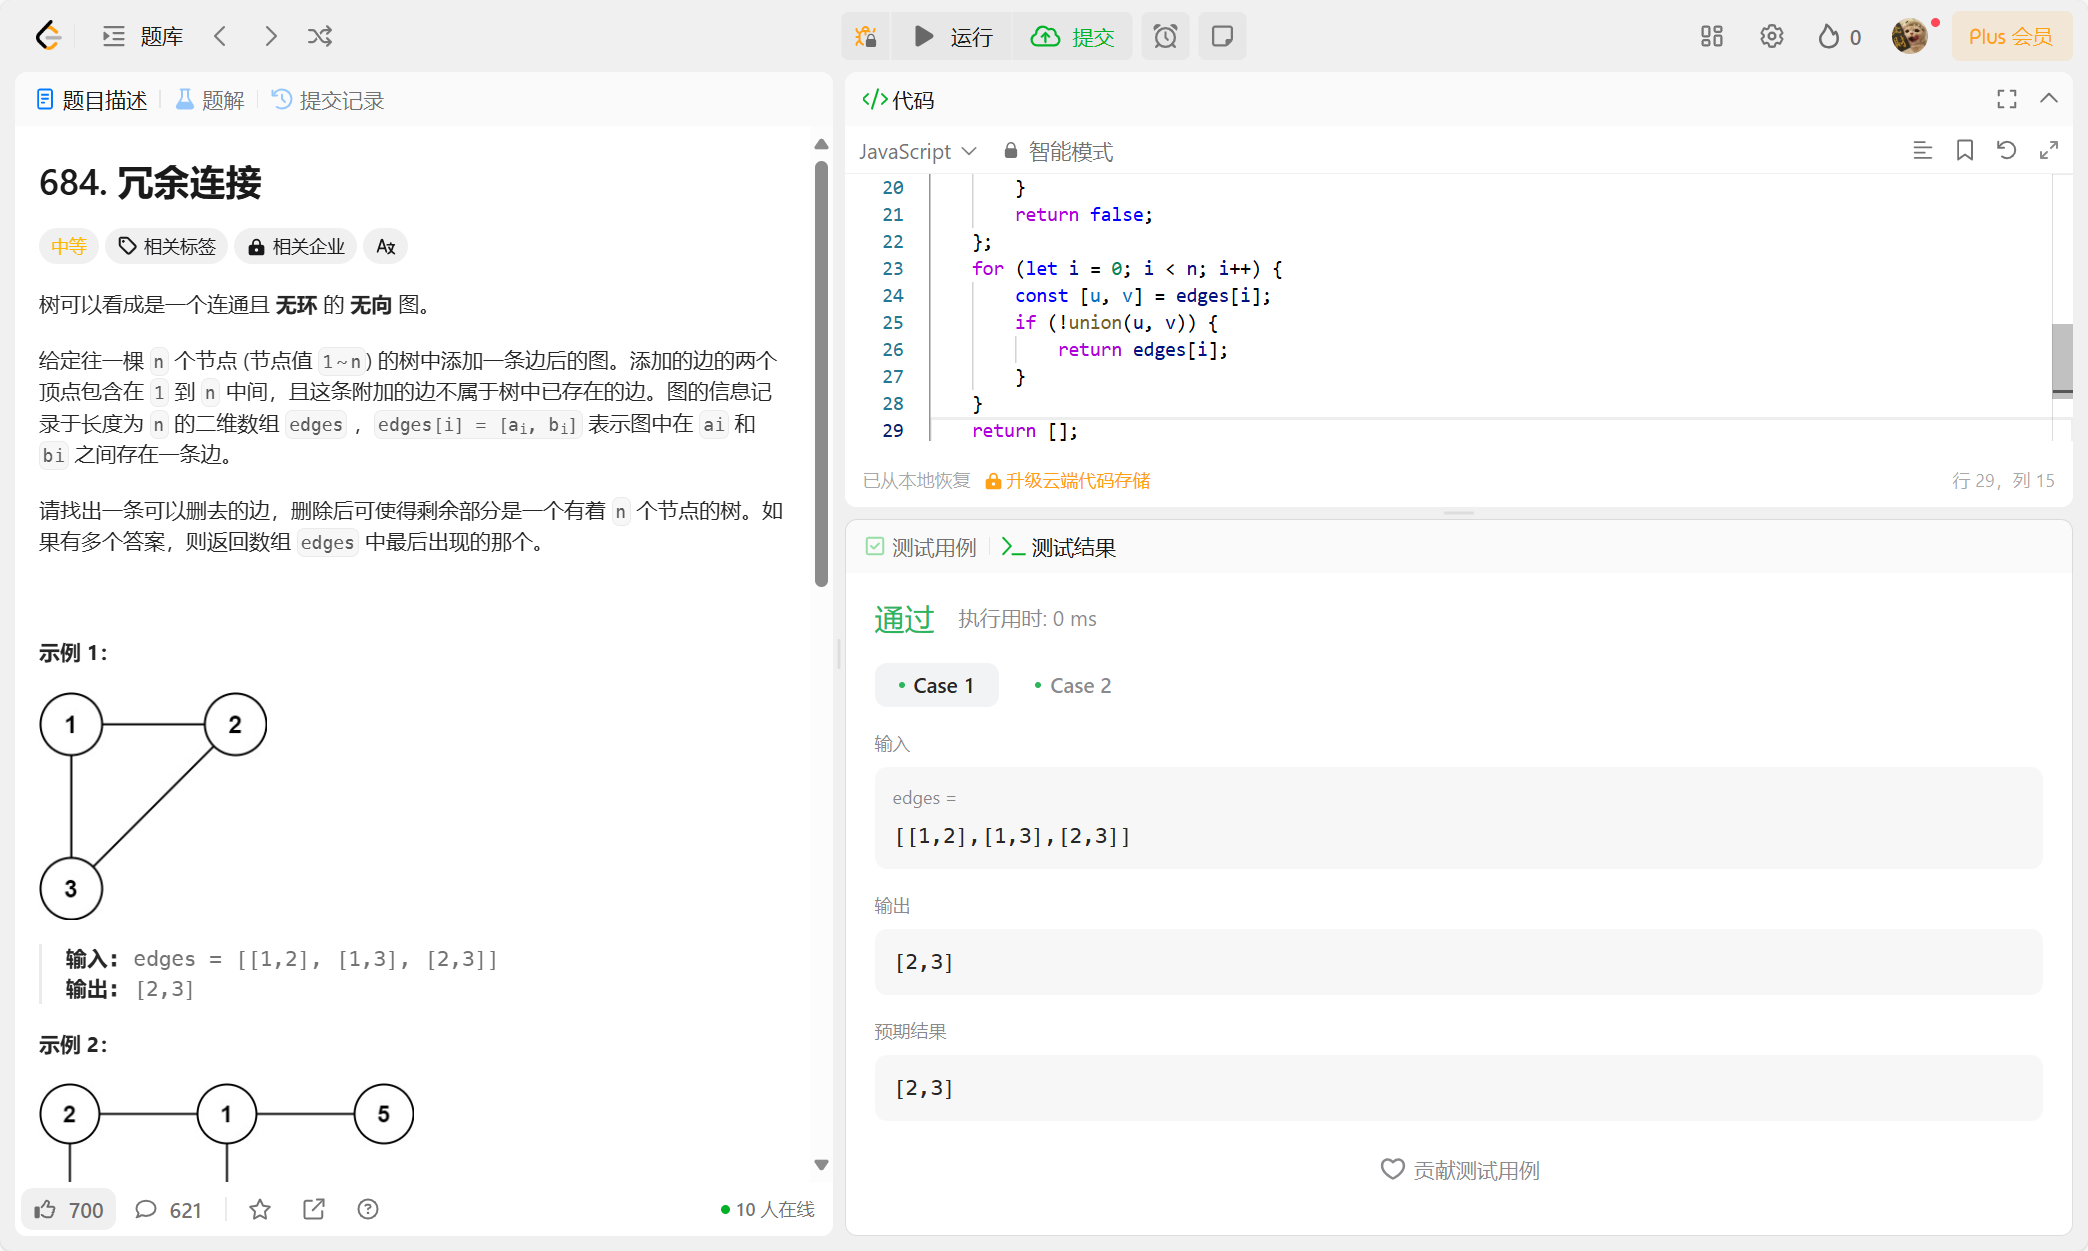 题库
运行
提交
0
Plus 会员
题目描述
题解
提交记录
684. 冗余连接
中等
相关标签
相关企业
树可以看成是一个连通且 无环 的 无向 图。
给定往一棵 n 个节点 (节点值 1~n) 的树中添加一条边后的图。添加的边的两个
顶点包含在 1 到 n 中间，且这条附加的边不属于树中已存在的边。图的信息记
录于长度为 n 的二维数组 edges ，edges[i] = [ai, bi] 表示图中在 ai 和
bi 之间存在一条边。
请找出一条可以删去的边，删除后可使得剩余部分是一个有着 n 个节点的树。如
果有多个答案，则返回数组 edges 中最后出现的那个。
示例 1：
1
2
3
输入： edges = [[1,2], [1,3], [2,3]]
输出： [2,3]
示例 2：
2
1
5
700
621
10 人在线
</>代码
JavaScript
智能模式
20 }
21 return false;
22 };
23 for (let i = 0; i < n; i++) {
24 const [u, v] = edges[i];
25 if (!union(u, v)) {
26 return edges[i];
27 }
28 }
29 return [];
已从本地恢复
升级云端代码存储
行 29，列 15
测试用例
测试结果
通过
执行用时: 0 ms
Case 1
Case 2
输入
edges =
[[1,2],[1,3],[2,3]]
输出
[2,3]
预期结果
[2,3]
贡献测试用例